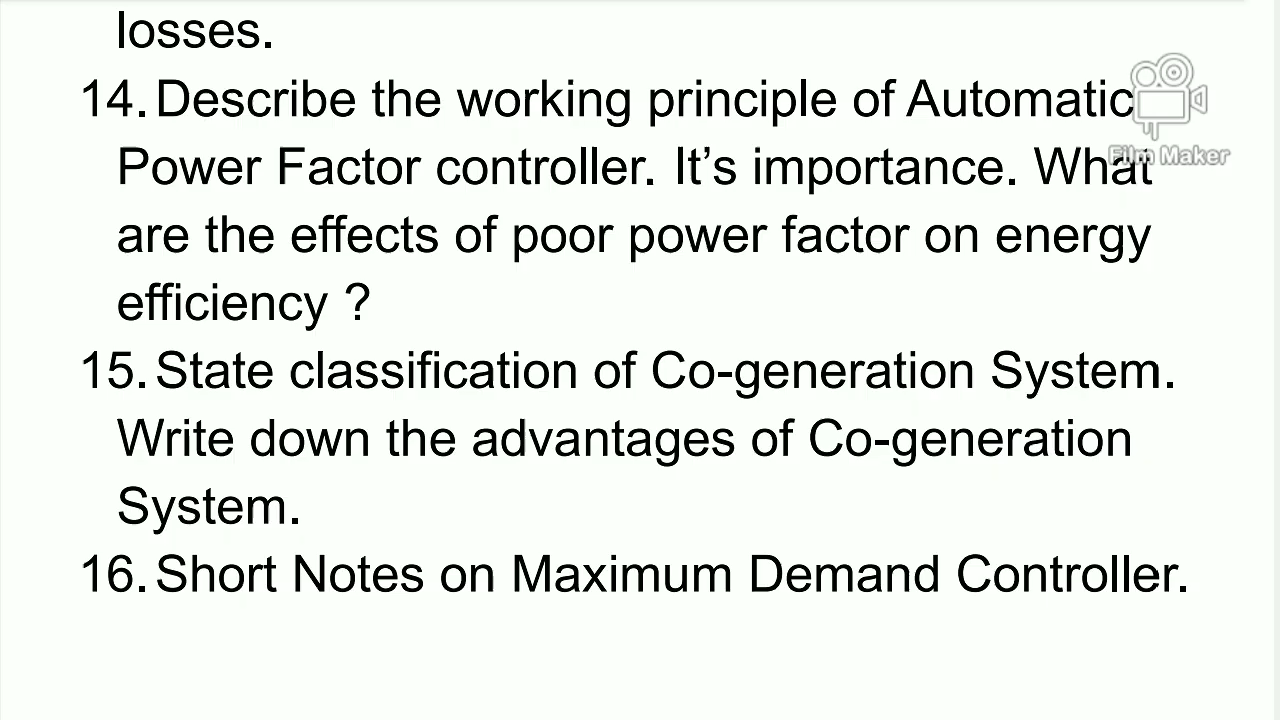 losses.
14. Describe the working principle of Automatic
Power Factor controller. It’s importance. What
are the effects of poor power factor on energy
efficiency ?
15. State classification of Co-generation System.
Write down the advantages of Co-generation
System.
16. Short Notes on Maximum Demand Controller.
Film Maker